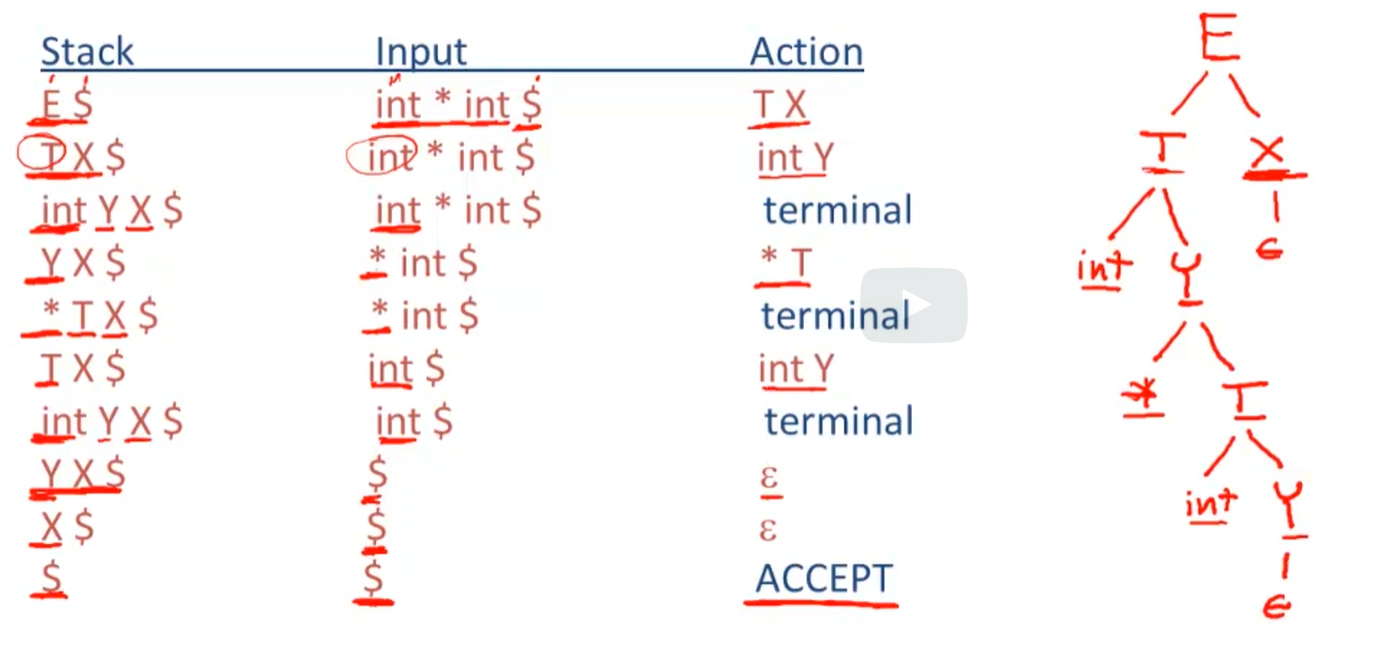 Stack Input Action
E $ int * int $ T X
T X $ int * int $ int Y
int Y X $ int * int $ terminal
Y X $ * int $ * T
* T X $ * int $ terminal
T X $ int $ int Y
int Y X $ int $ terminal
Y X $ $ ε
X $ $ ε
$ $ ACCEPT
E
T X
int Y ϵ
* T
int Y
ϵ